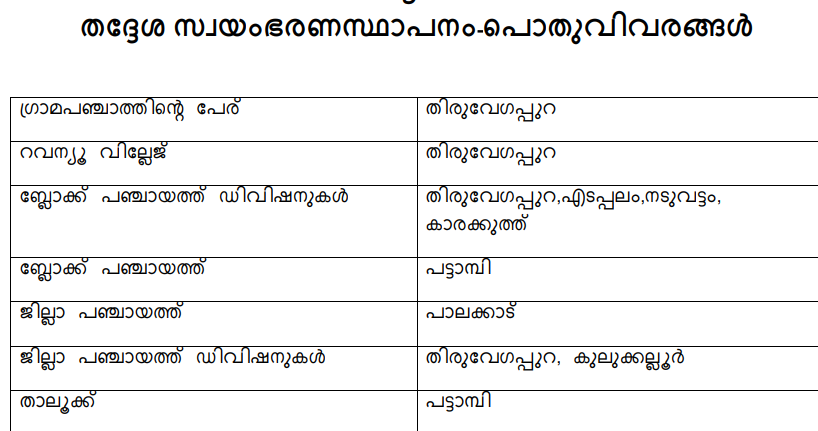 തദ്ദേശ സ്വയംഭരണസ്ഥാപനം-പൊതുവിവരങ്ങൾ
ഗ്രാമപഞ്ചാത്തിന്റെ പേര് തിരുവേഗപ്പുറ
റവന്യൂ വില്ലേജ് തിരുവേഗപ്പുറ
ബ്ലോക്ക് പഞ്ചായത്ത് ഡിവിഷനുകൾ തിരുവേഗപ്പുറ,എടപ്പലം,നടുവട്ടം,
കാരക്കുത്ത്
ബ്ലോക്ക് പഞ്ചായത്ത് പട്ടാമ്പി
ജില്ലാ പഞ്ചായത്ത് പാലക്കാട്
ജില്ലാ പഞ്ചായത്ത് ഡിവിഷനുകൾ തിരുവേഗപ്പുറ, കുലുക്കല്ലൂർ
താലൂക്ക് പട്ടാമ്പി